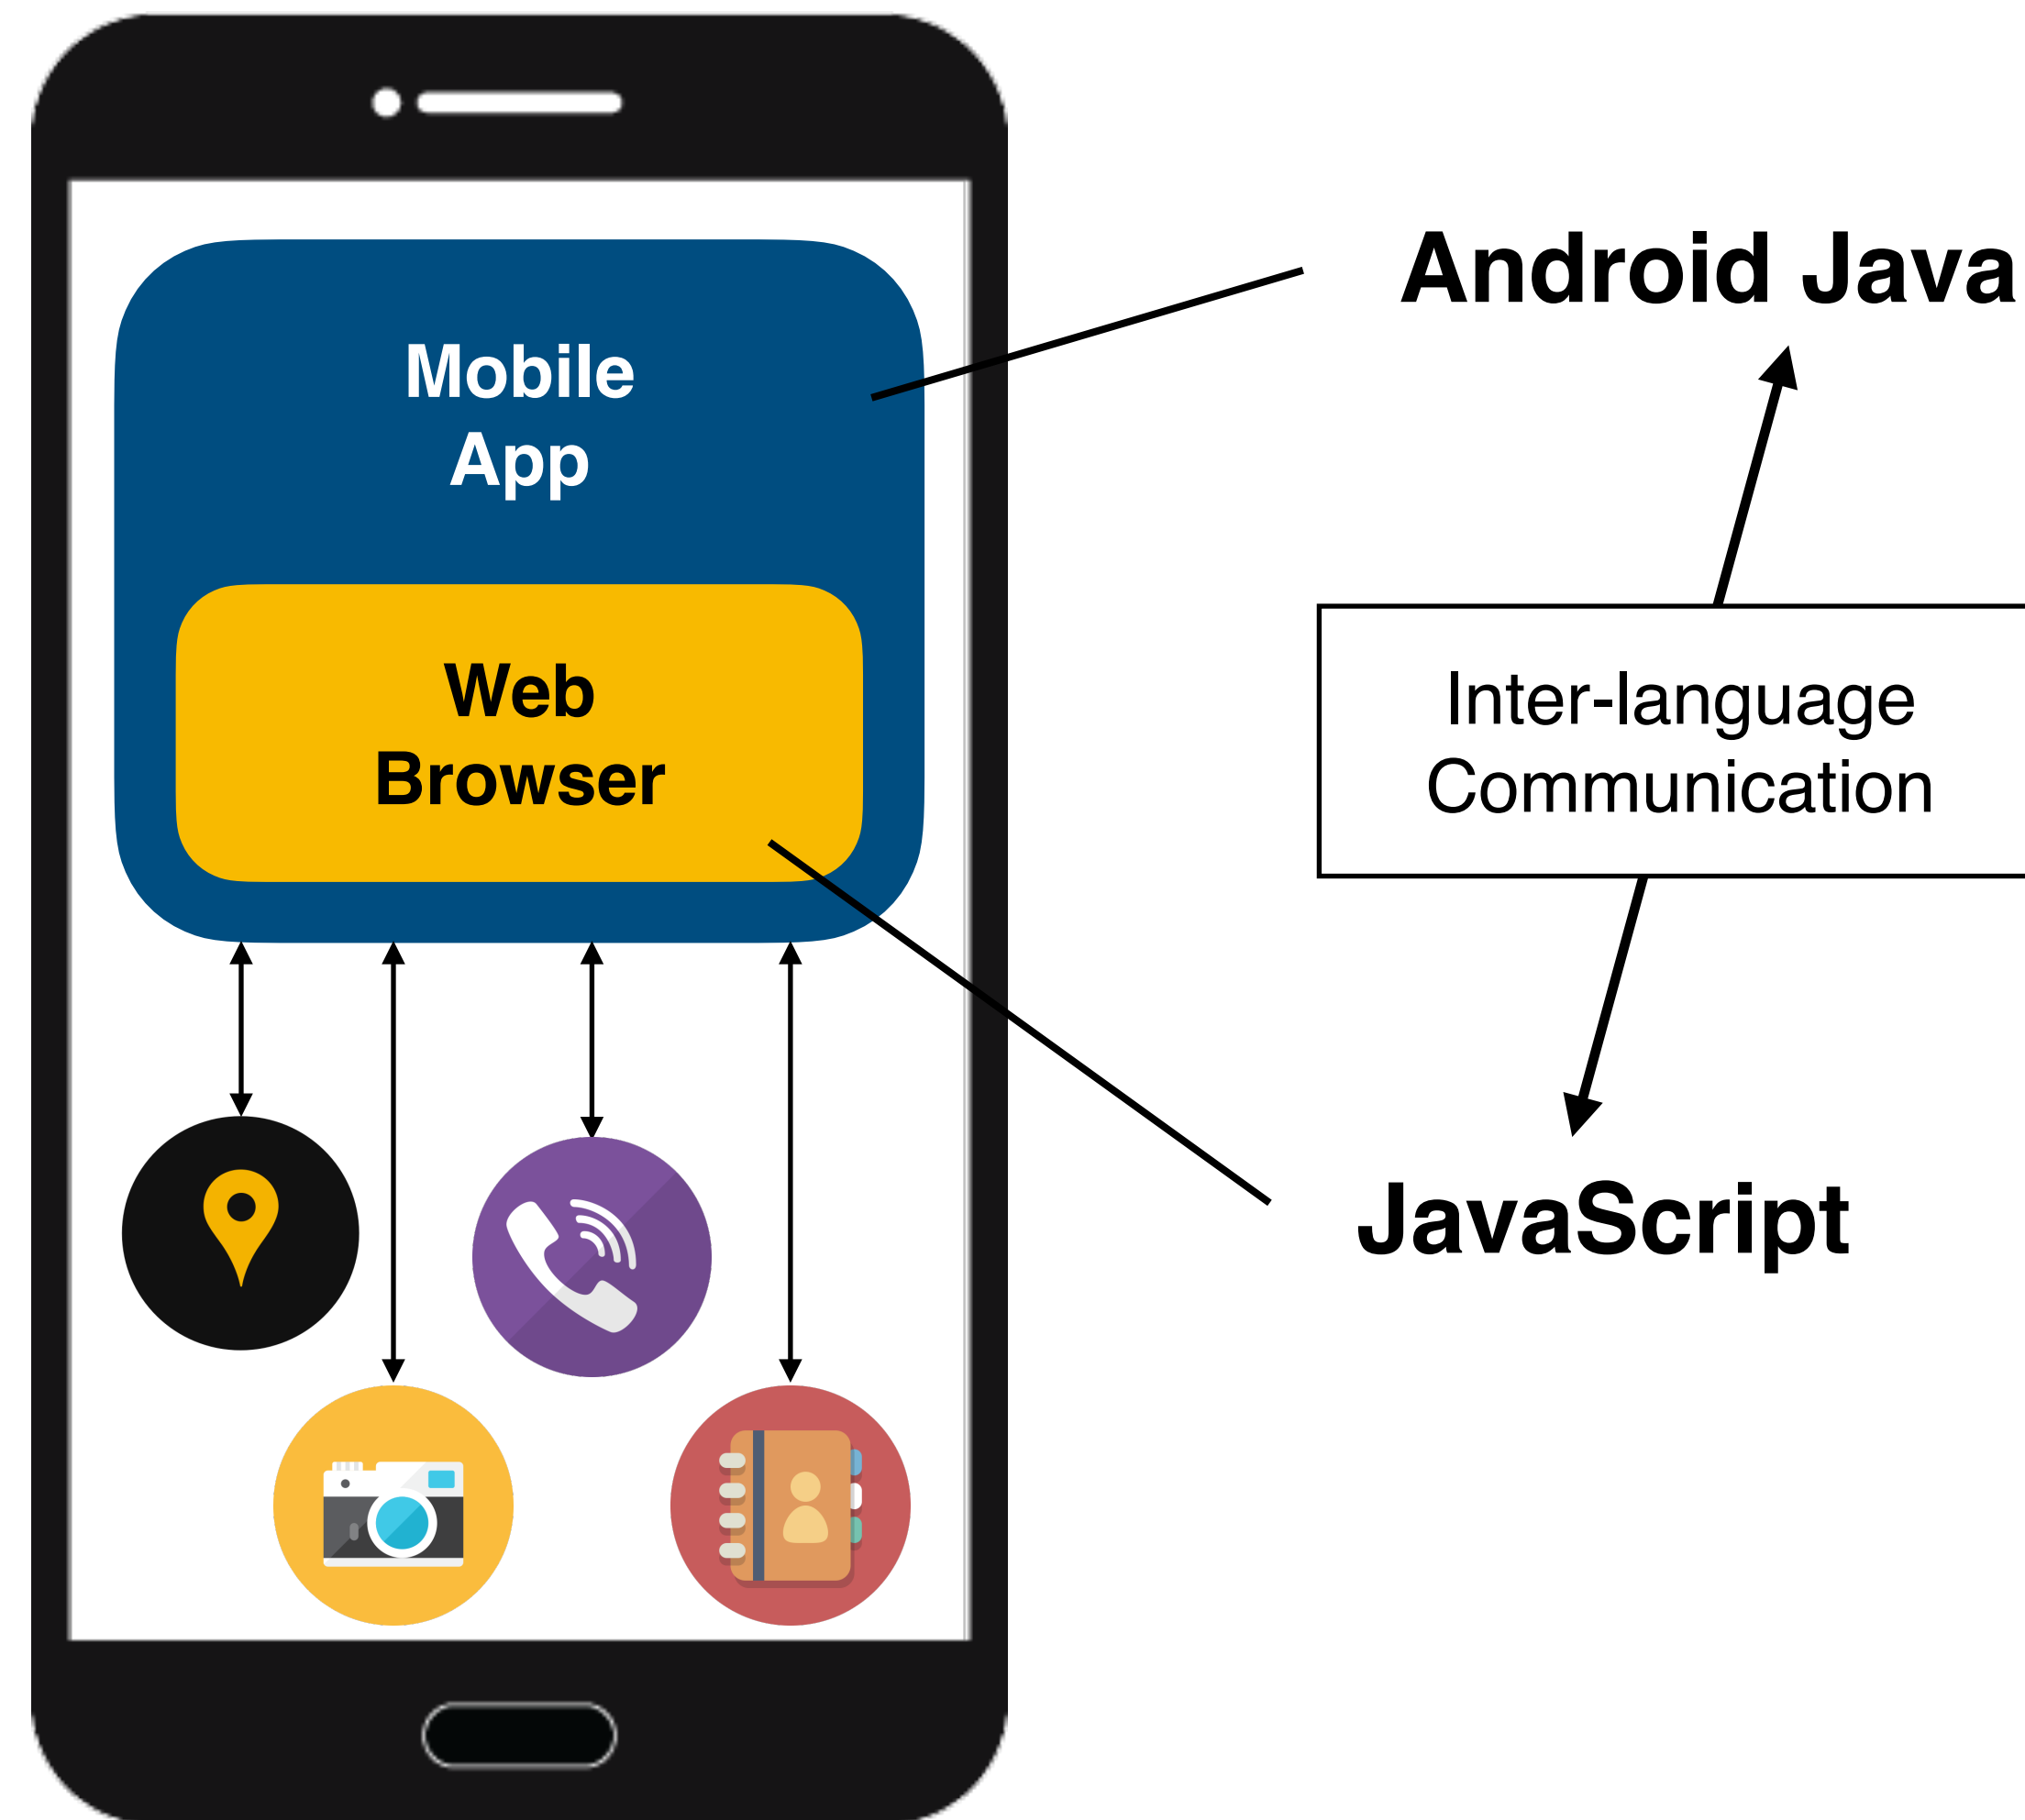 Mobile
App
Web
Browser
Android Java
Inter-language
Communication
JavaScript